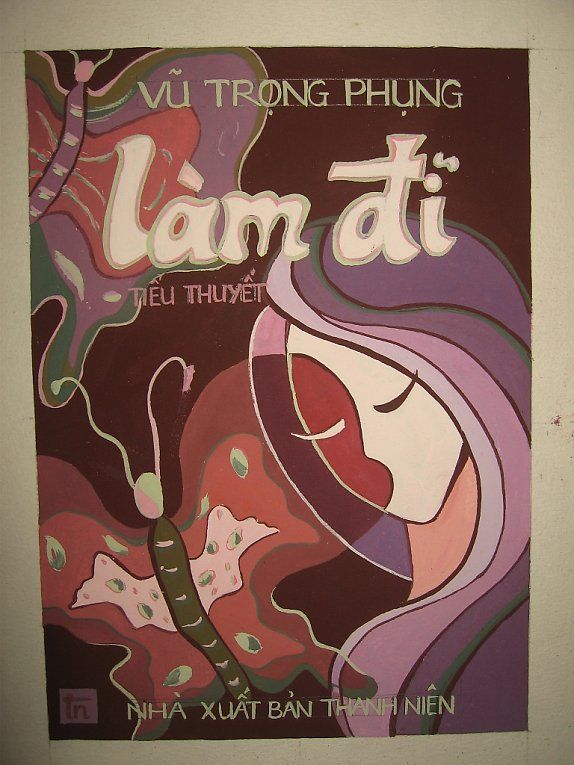 VŨ TRỌNG PHỤNG
làm đĩ
TIỂU THUYẾT
tn
NHÀ XUẤT BẢN THANH NIÊN